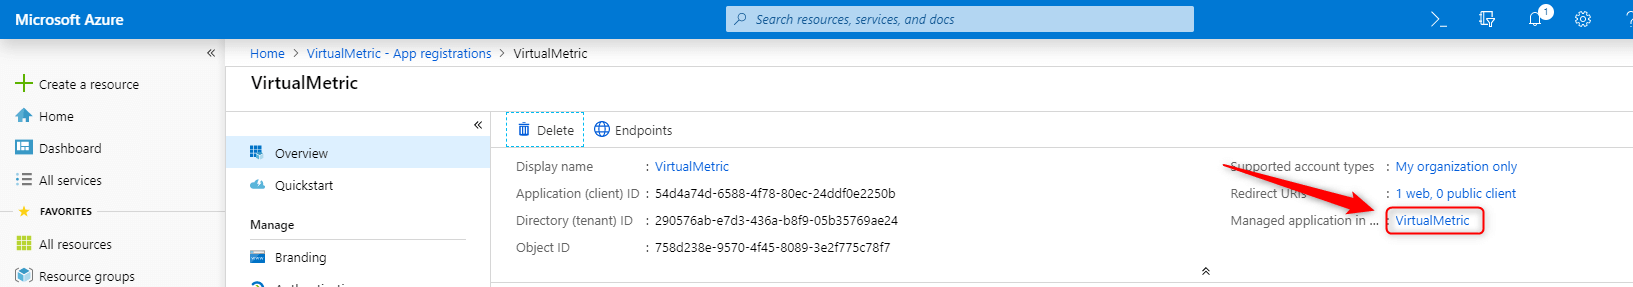 Microsoft Azure
Search resources, services, and docs
1
Home > VirtualMetric - App registrations > VirtualMetric
VirtualMetric
Create a resource
Home
Dashboard
All services
FAVORITES
All resources
Resource groups
Overview
Quickstart
Manage
Branding
Delete
Endpoints
Display name : VirtualMetric
Application (client) ID : 54d4a74d-6588-4f78-80ec-24ddf0e2250b
Directory (tenant) ID : 290576ab-e7d3-436a-b8f9-05b35769ae24
Object ID : 758d238e-9570-4f45-8089-3e2f775c78f7
Supported account types : My organization only
Redirect URIs : 1 web, 0 public client
Managed application in ... : VirtualMetric